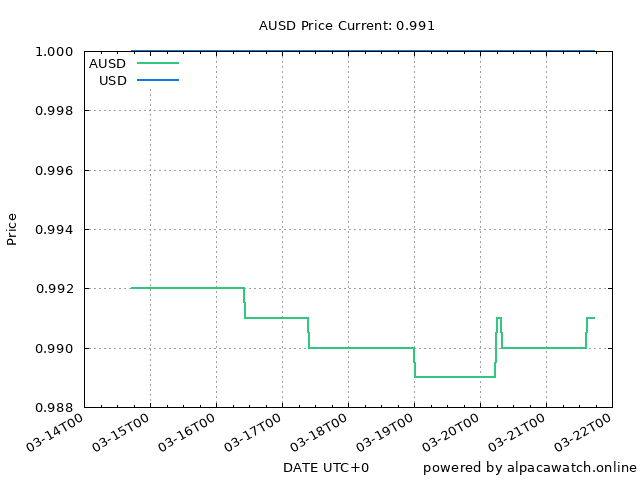 AUSD Price Current: 0.991
1.000
AUSD
USD
0.998
0.996
0.994
Price
0.992
0.990
0.988
03-14T00 03-15T00 03-16T00 03-17T00 03-18T00 03-19T00 03-20T00 03-21T00 03-22T00
DATE UTC+0 powered by alpacawatch.online